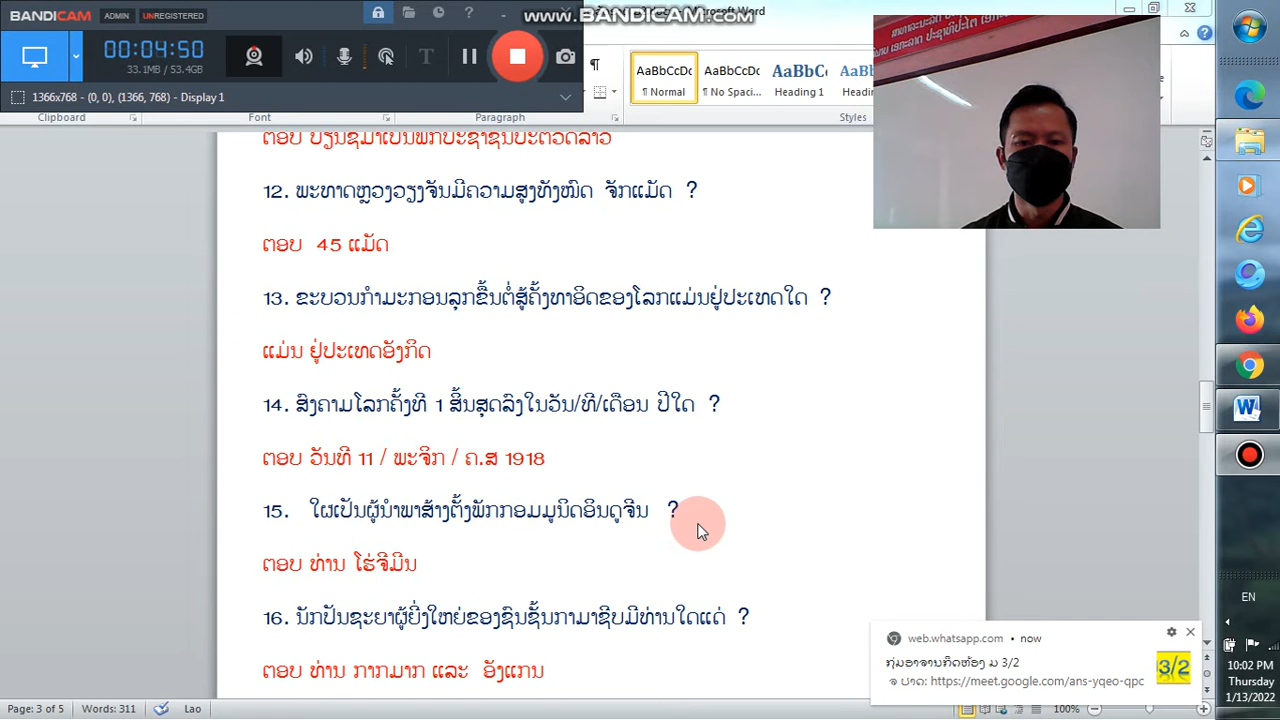 BANDICAM ADMIN UNREGISTERED
www.BANDICAM.com
Microsoft Word
00:04:50
33.1MB / 53.4GB
1366x768 - (0, 0), (1366, 768) - Display 1
AaBbCcDc AaBbCcDc AaBbC AaBb
¶ Normal ¶ No Spaci... Heading 1 Headin
Clipboard Font Paragraph Styles
12. ພະທາດຫຼວງວຽງຈັນມີຄວາມສູງທັງໝົດ ຈັກແມັດ ?
ຕອບ 45 ແມັດ
13. ຂະບວນກຳມະກອນລຸກຂຶ້ນຕໍ່ສູ້ຄັ້ງທາອິດຂອງໂລກແມ່ນຢູ່ປະເທດໃດ ?
ແມ່ນ ຢູ່ປະເທດອັງກິດ
14. ສົງຄາມໂລກຄັ້ງທີ 1 ສິ້ນສຸດລົງໃນວັນ/ທີ/ເດືອນ ປີໃດ ?
ຕອບ ວັນທີ 11 / ພະຈິກ / ຄ.ສ 1918
15. ໃຜເປັນຜູ້ນຳພາສ້າງຕັ້ງພັກກອມມູນິດອິນດູຈີນ ?
ຕອບ ທ່ານ ໂຮ່ຈີມີນ
16. ນັກປັນຊະຍາຜູ້ຍິ່ງໃຫຍ່ຂອງຊົນຊັ້ນກາມາຊີບມີທ່ານໃດແດ່ ?
ຕອບ ທ່ານ ກາກມາກ ແລະ ອັງແກນ
web.whatsapp.com • now
ກຸ່ມອາຈານກິດຫ້ອງ ມ 3/2
https://meet.google.com/ans-yqeo-qpc
3/2
EN
10:02 PM
Thursday
1/13/2022
Page: 3 of 5 Words: 311 Lao 100%